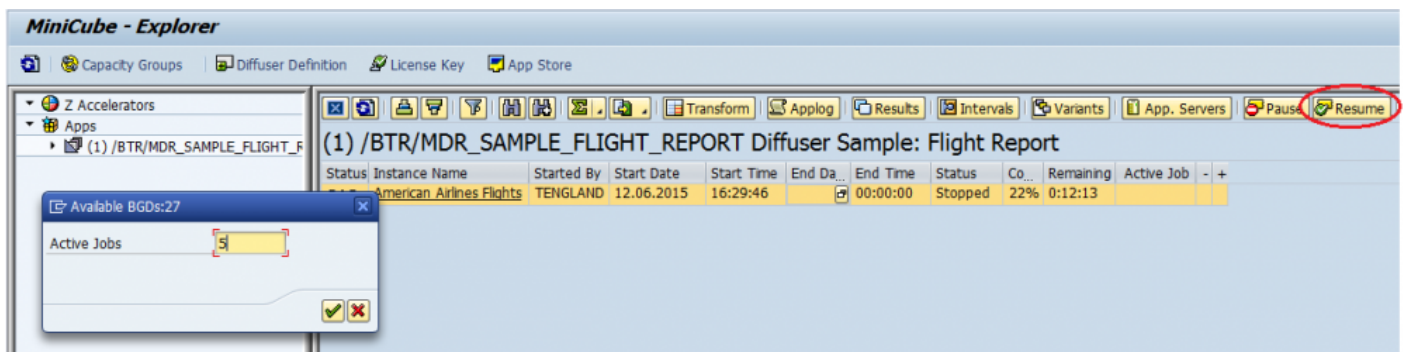 MiniCube - Explorer
Capacity Groups Diffuser Definition License Key App Store
Z Accelerators
Apps
(1) /BTR/MDR_SAMPLE_FLIGHT_R
Transform Applog Results Intervals Variants App. Servers Pause Resume
(1) /BTR/MDR_SAMPLE_FLIGHT_REPORT Diffuser Sample: Flight Report
Status Instance Name Started By Start Date Start Time End Da... End Time Status Co... Remaining Active Job - +
American Airlines Flights TENGLAND 12.06.2015 16:29:46 00:00:00 Stopped 22% 0:12:13
Available BGDs:27
Active Jobs 5